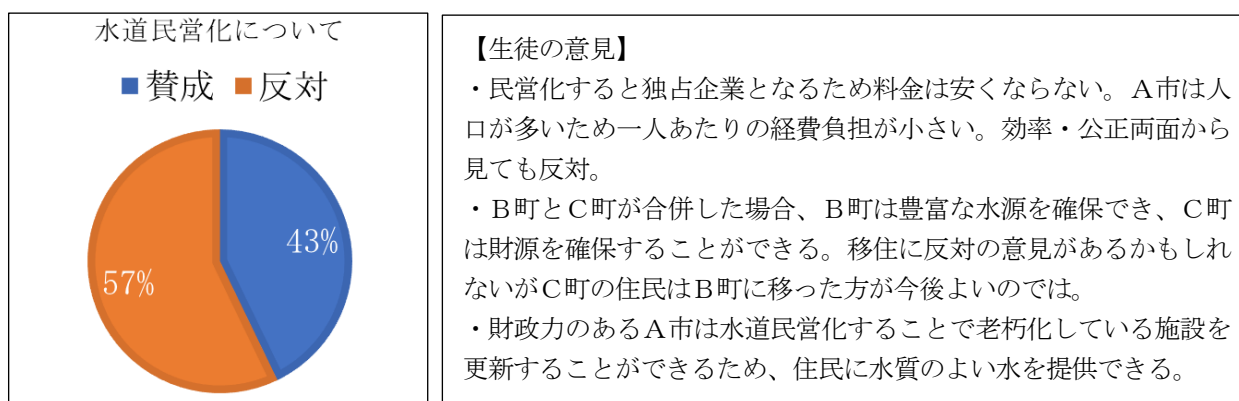 水道民営化について
■賛成 ■反対
43%
57%
【生徒の意見】
・民営化すると独占企業となるため料金は安くならない。Ａ市は人
口が多いため一人あたりの経費負担が小さい。効率・公正両面から
見ても反対。
・Ｂ町とＣ町が合併した場合、Ｂ町は豊富な水源を確保でき、Ｃ町
は財源を確保することができる。移住に反対の意見があるかもしれ
ないがＣ町の住民はＢ町に移った方が今後よいのでは。
・財政力のあるＡ市は水道民営化することで老朽化している施設を
更新することができるため、住民に水質のよい水を提供できる。